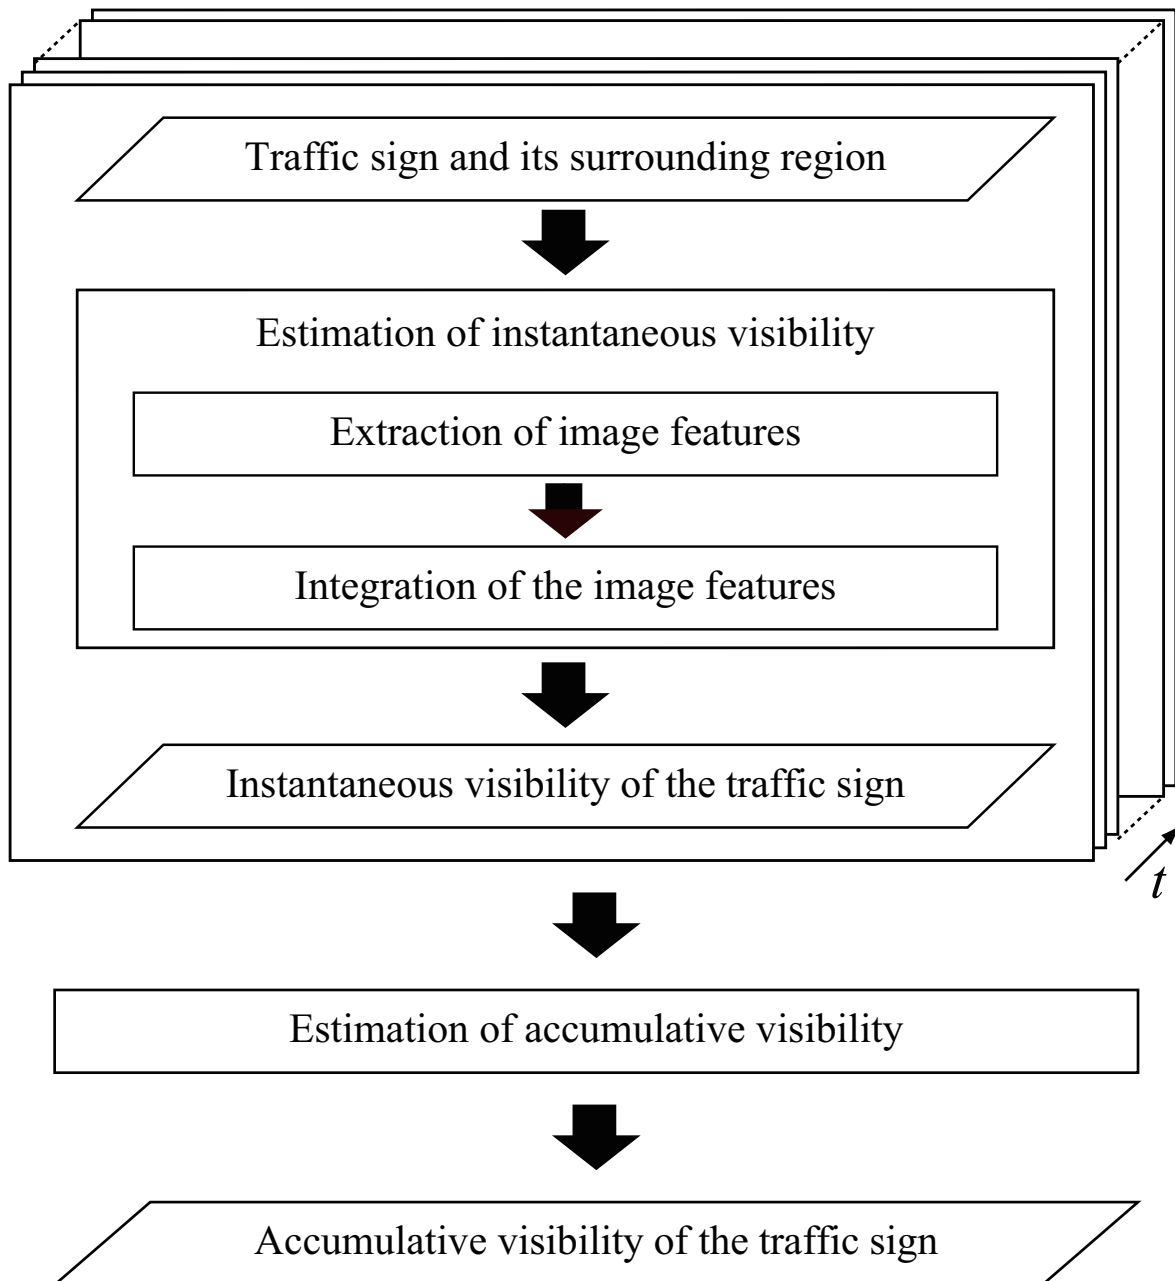 Traffic sign and its surrounding region
Estimation of instantaneous visibility
Extraction of image features
Integration of the image features
Instantaneous visibility of the traffic sign
t
Estimation of accumulative visibility
Accumulative visibility of the traffic sign